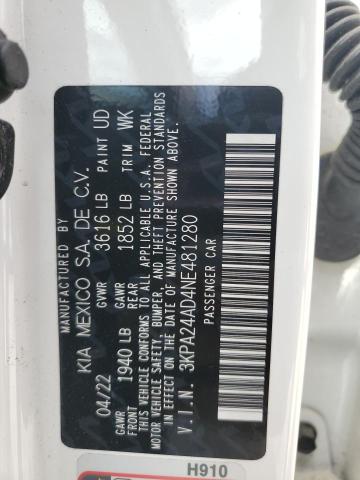 MANUFACTURED BY
KIA MEXICO S.A. DE C.V.
04/22 GVWR 3616 LB PAINT UD
GAWR FRONT 1940 LB GAWR REAR 1852 LB TRIM WK
THIS VEHICLE CONFORMS TO ALL APPLICABLE U.S.A. FEDERAL
MOTOR VEHICLE SAFETY, BUMPER, AND THEFT PREVENTION STANDARDS
IN EFFECT ON THE DATE OF MANUFACTURE SHOWN ABOVE.
V.I.N. 3KPA24AD4NE481280
PASSENGER CAR
H910